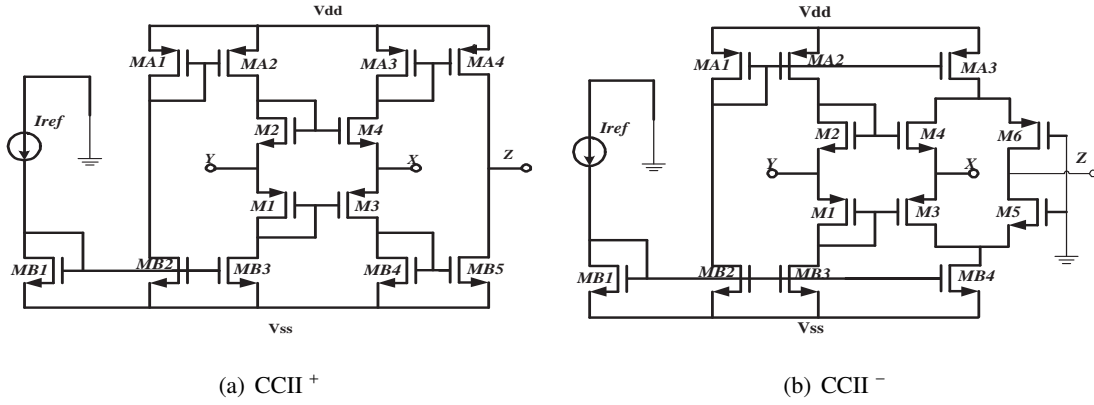 Vdd
MA1 MA2 MA3 MA4
Iref
M2 M4
Y X Z
M1 M3
MB1 MB2 MB3 MB4 MB5
Vss
(a) CCII +
Vdd
MA1 MA2 MA3
Iref
M2 M4 M6
Y X Z
M1 M3 M5
MB1 MB2 MB3 MB4
Vss
(b) CCII −